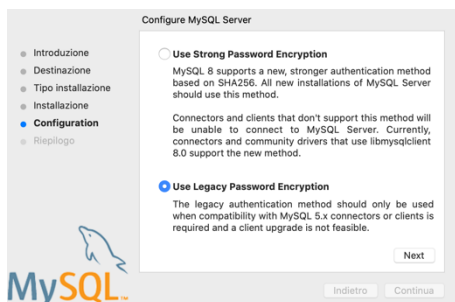 Configure MySQL Server
Introduzione
Destinazione
Tipo installazione
Installazione
Configuration
Riepilogo
Use Strong Password Encryption
MySQL 8 supports a new, stronger authentication method
based on SHA256. All new installations of MySQL Server
should use this method.
Connectors and clients that don't support this method will
be unable to connect to MySQL Server. Currently,
connectors and community drivers that use libmysqlclient
8.0 support the new method.
Use Legacy Password Encryption
The legacy authentication method should only be used
when compatibility with MySQL 5.x connectors or clients is
required and a client upgrade is not feasible.
Next
MySQL
Indietro
Continua